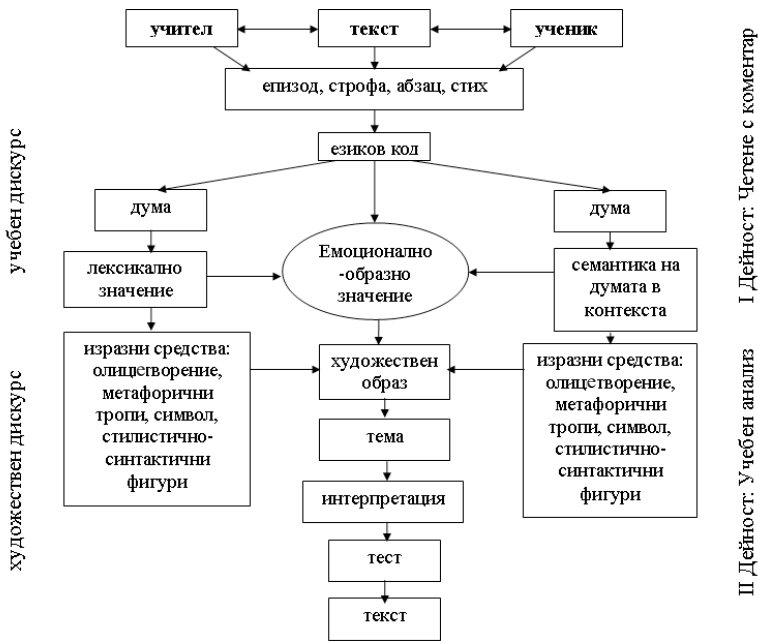 учител
текст
ученик
епизод, строфа, абзац, стих
езиков код
дума
дума
лексикално
значение
Емоционално
-образно
значение
семантика на
думата в
контекста
изразни средства:
олицетворение,
метафорични
тропи, символ,
стилистично-
синтактични
фигури
художествен
образ
изразни средства:
олицетворение,
метафорични
тропи, символ,
стилистично-
синтактични
фигури
тема
интерпретация
тест
текст
учебен дискурс
художествен дискурс
I Дейност: Четене с коментар
II Дейност: Учебен анализ